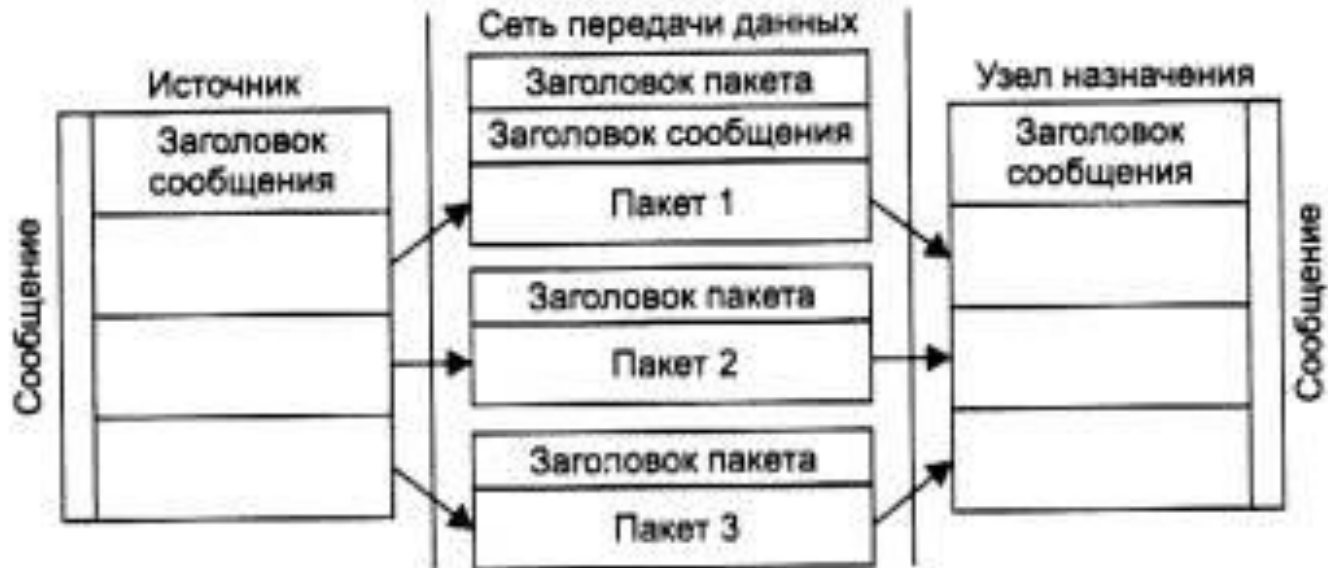 Сеть передачи данных
Источник
Узел назначения
Сообщение
Заголовок
сообщения
Заголовок пакета
Заголовок сообщения
Пакет 1
Заголовок пакета
Пакет 2
Заголовок пакета
Пакет 3
Заголовок
сообщения
Сообщение